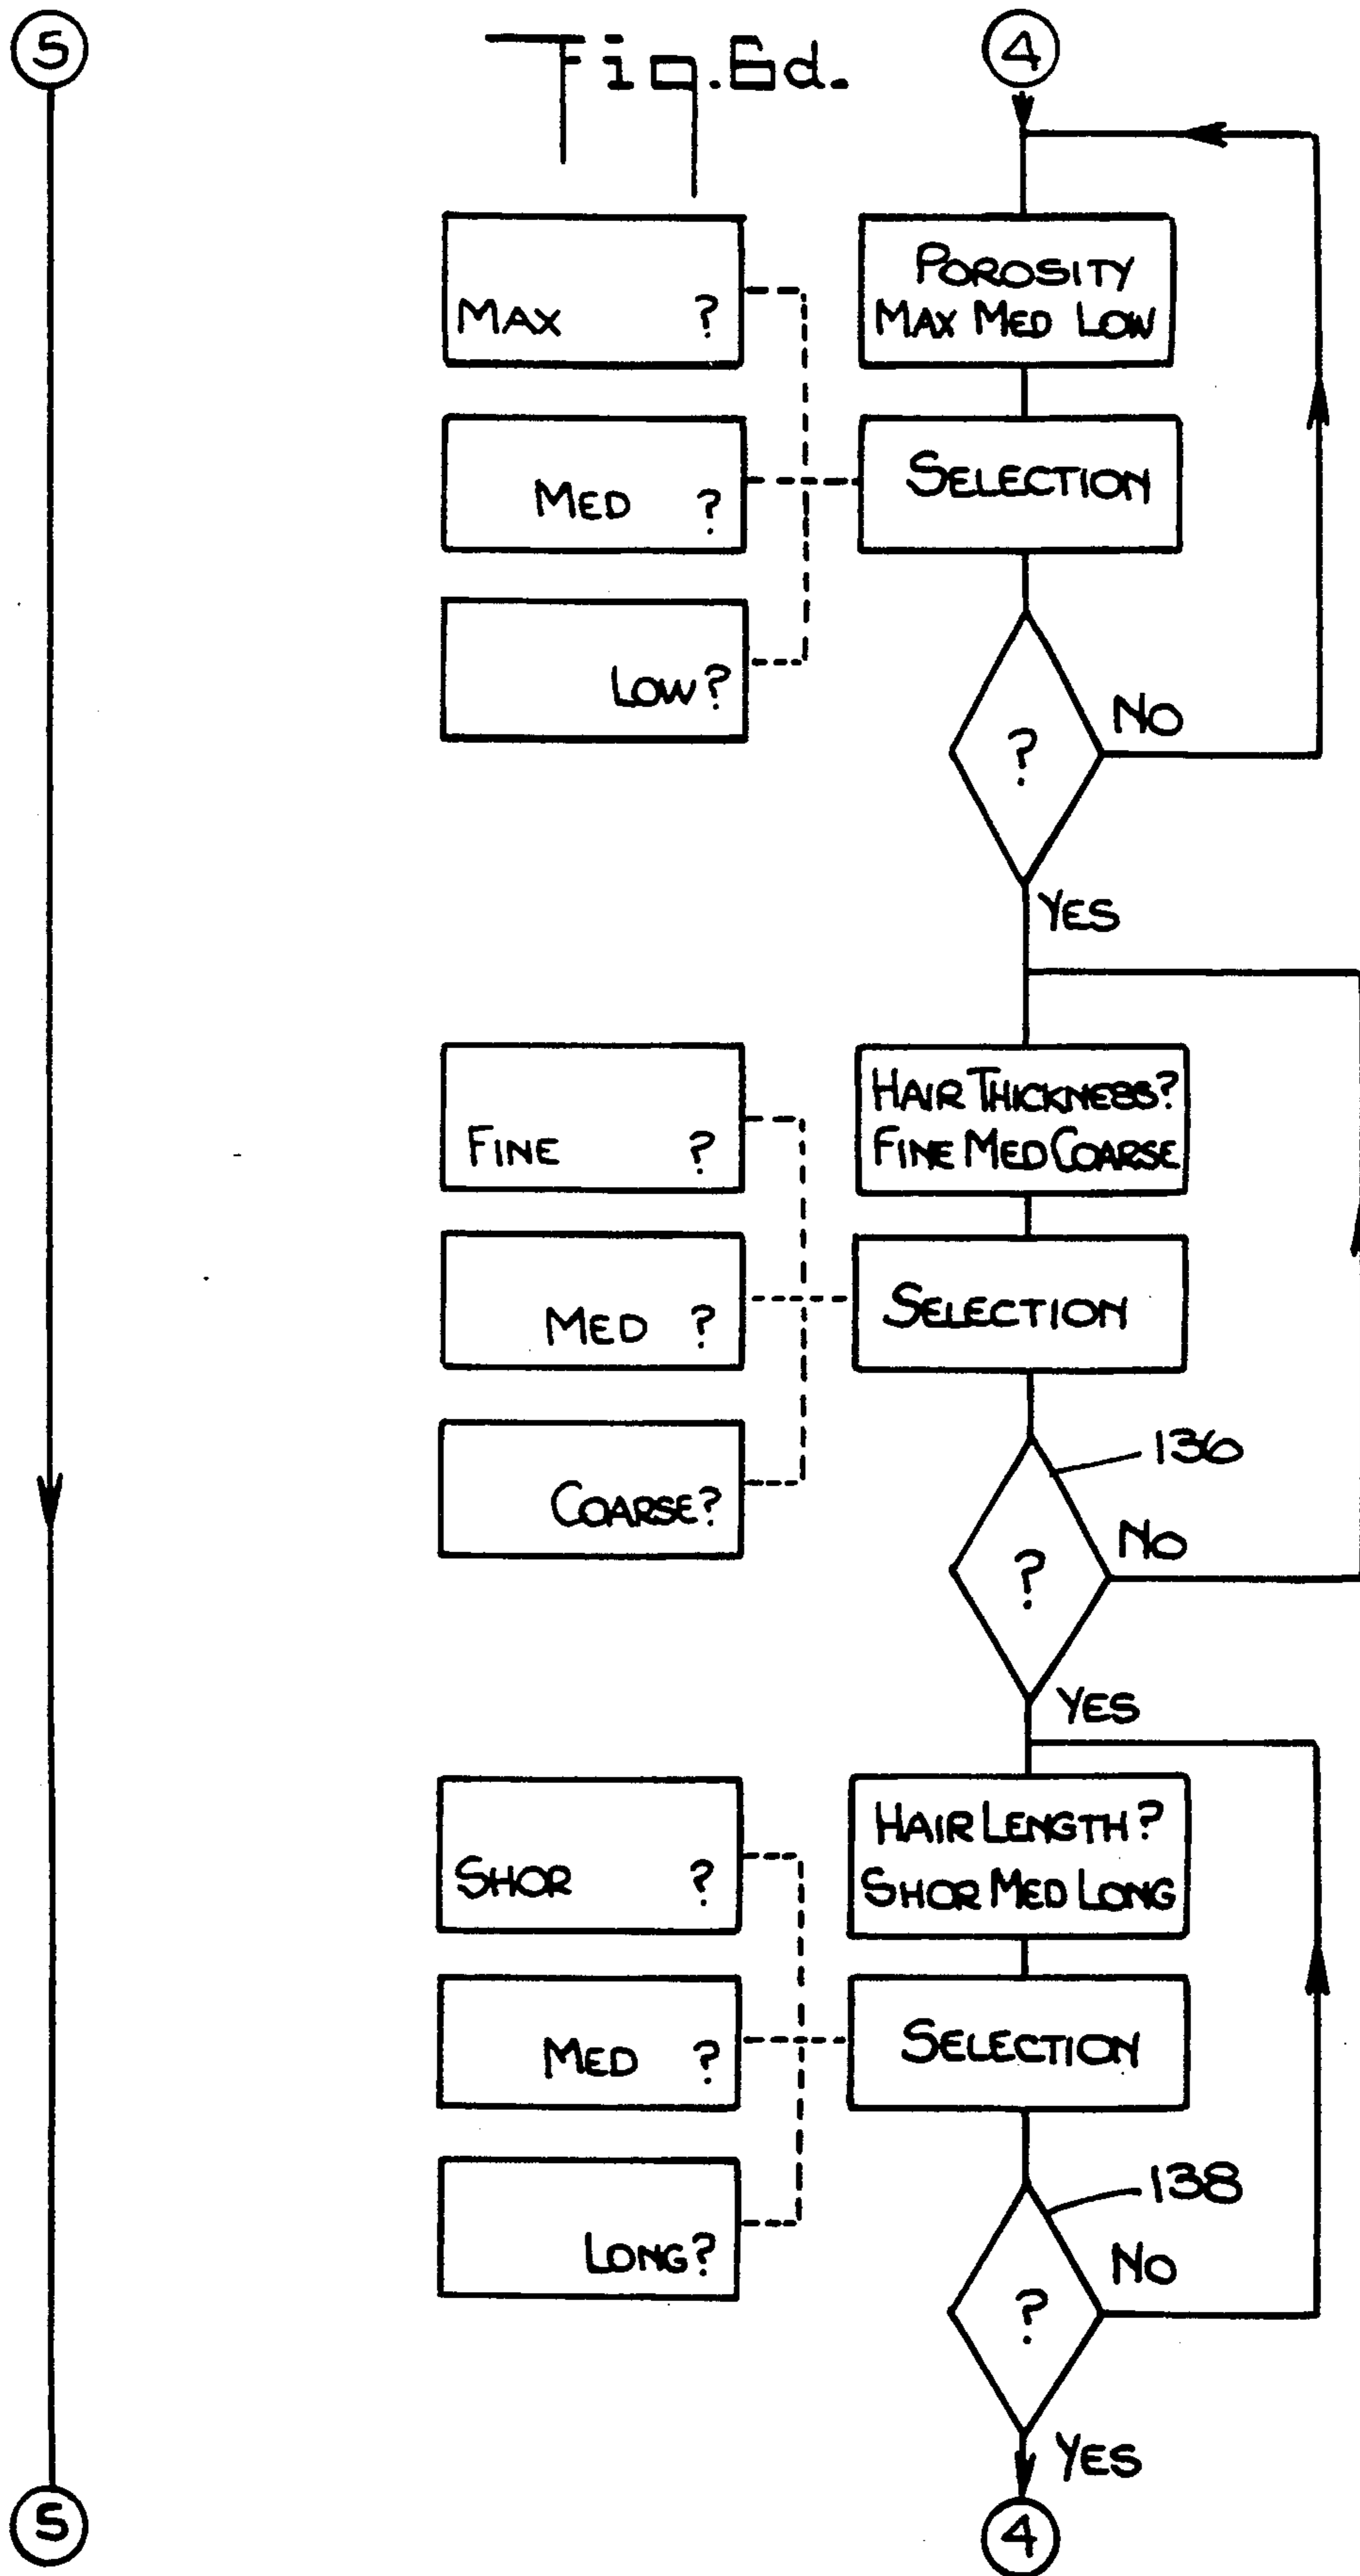 5
Fig. 6d.
4
MAX ?
POROSITY
MAX MED LOW
MED ?
SELECTION
LOW?
?
NO
YES
FINE ?
HAIR THICKNESS?
FINE MED COARSE
MED ?
SELECTION
COARSE?
136
?
NO
YES
SHOR ?
HAIR LENGTH?
SHOR MED LONG
MED ?
SELECTION
LONG?
138
?
NO
YES
5
4